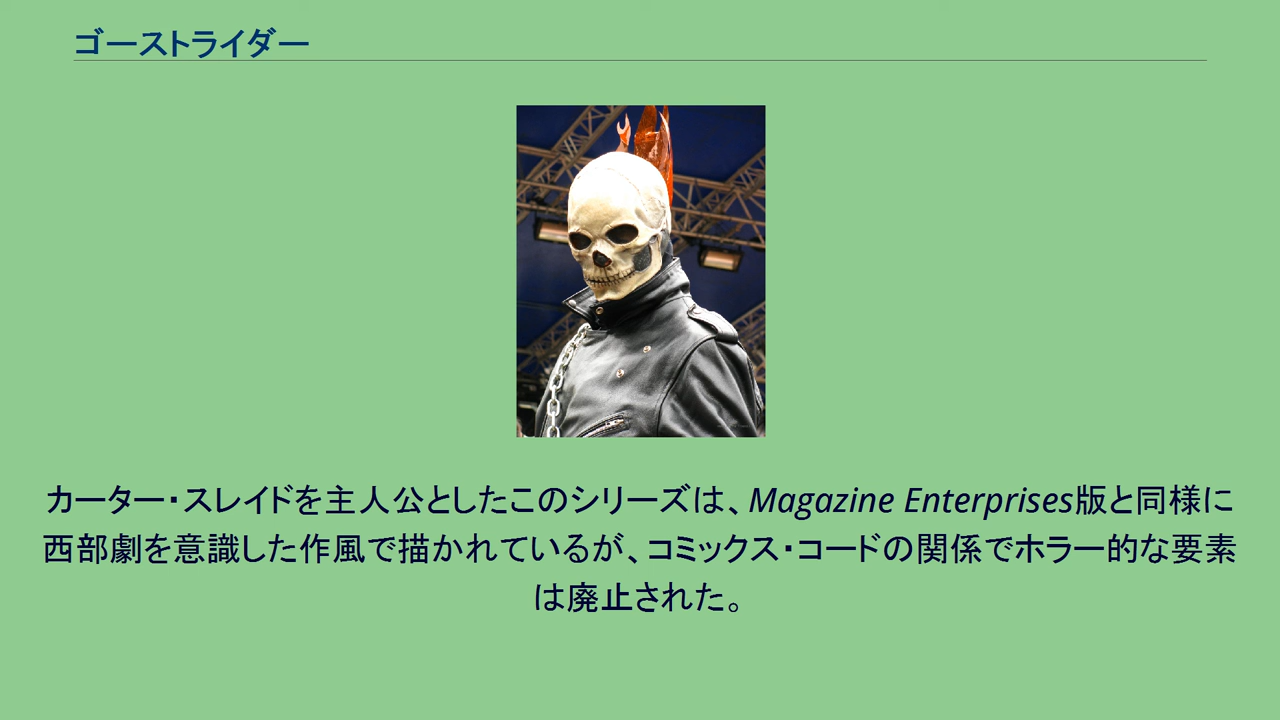 ゴーストライダー
カーター・スレイドを主人公としたこのシリーズは、Magazine Enterprises版と同様に
西部劇を意識した作風で描かれているが、コミックス・コードの関係でホラー的な要素
は廃止された。